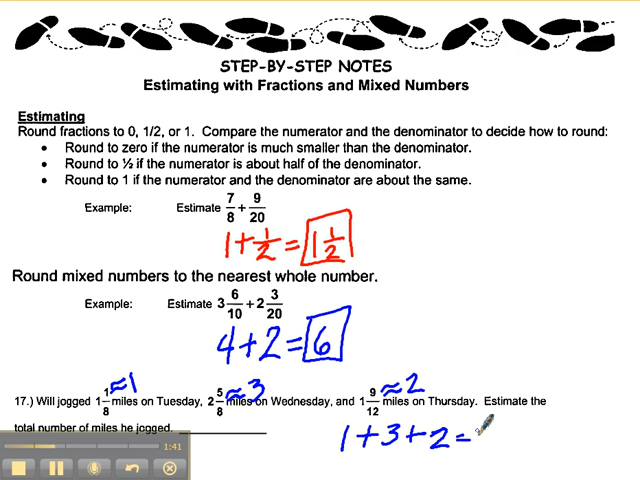 STEP-BY-STEP NOTES
Estimating with Fractions and Mixed Numbers
Estimating
Round fractions to 0, 1/2, or 1. Compare the numerator and the denominator to decide how to round:
• Round to zero if the numerator is much smaller than the denominator.
• Round to ½ if the numerator is about half of the denominator.
• Round to 1 if the numerator and the denominator are about the same.
Example: Estimate 7/8 + 9/20
1 + 1/2 = 1 1/2
Round mixed numbers to the nearest whole number.
Example: Estimate 3 6/10 + 2 3/20
4 + 2 = 6
≈1 ≈3 ≈2
17.) Will jogged 1 1/8 miles on Tuesday, 2 5/8 miles on Wednesday, and 1 9/12 miles on Thursday. Estimate the
total number of miles he jogged. ____________
1 + 3 + 2 =
1:41